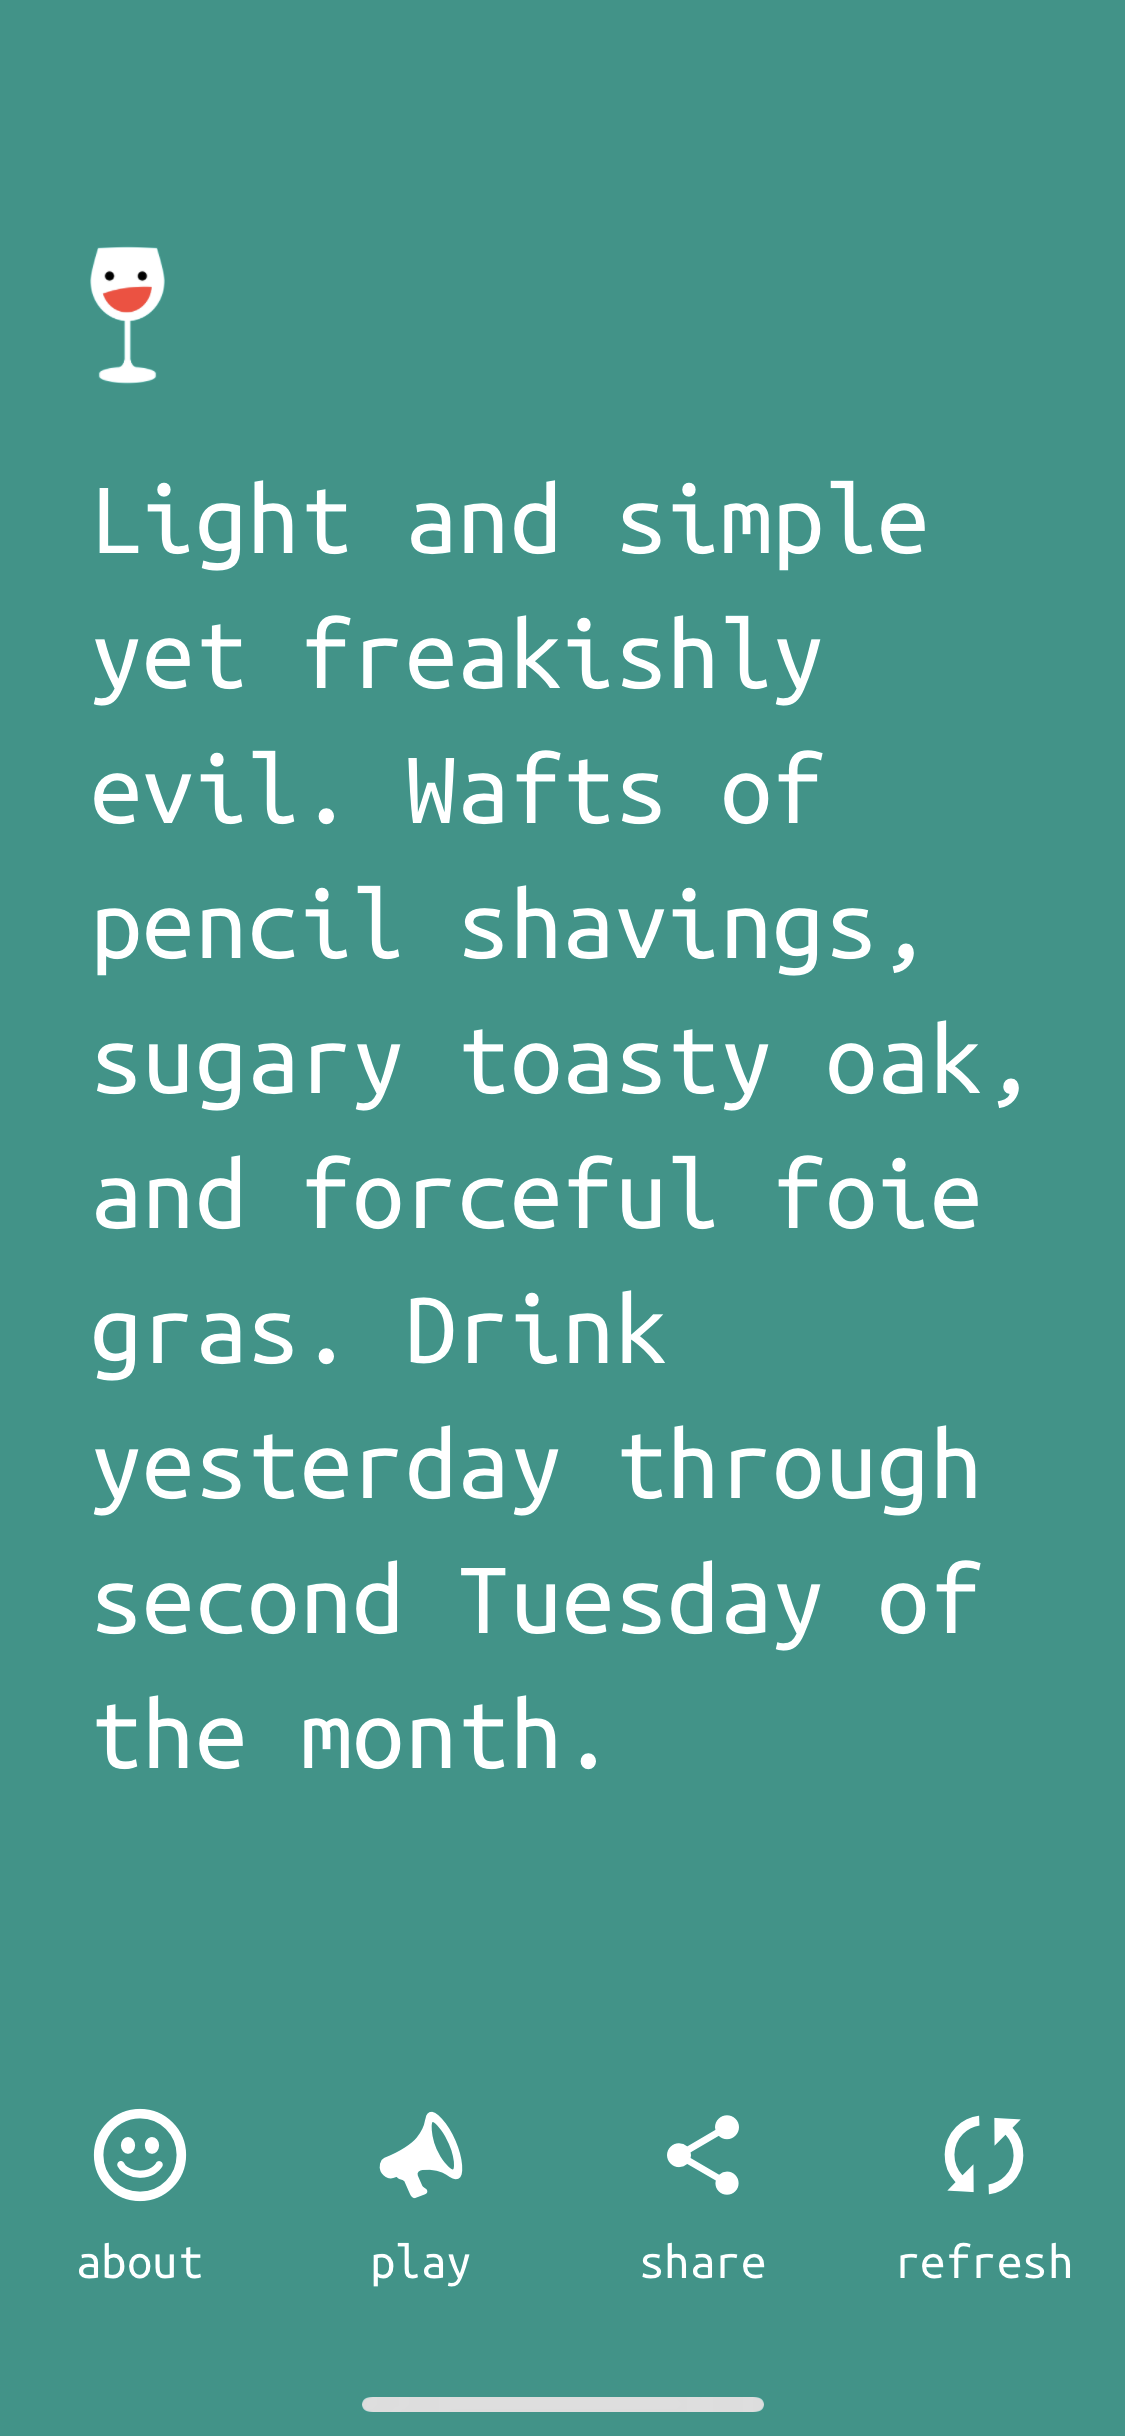 Light and simple
yet freakishly
evil. Wafts of
pencil shavings,
sugary toasty oak,
and forceful foie
gras. Drink
yesterday through
second Tuesday of
the month.
about play share refresh